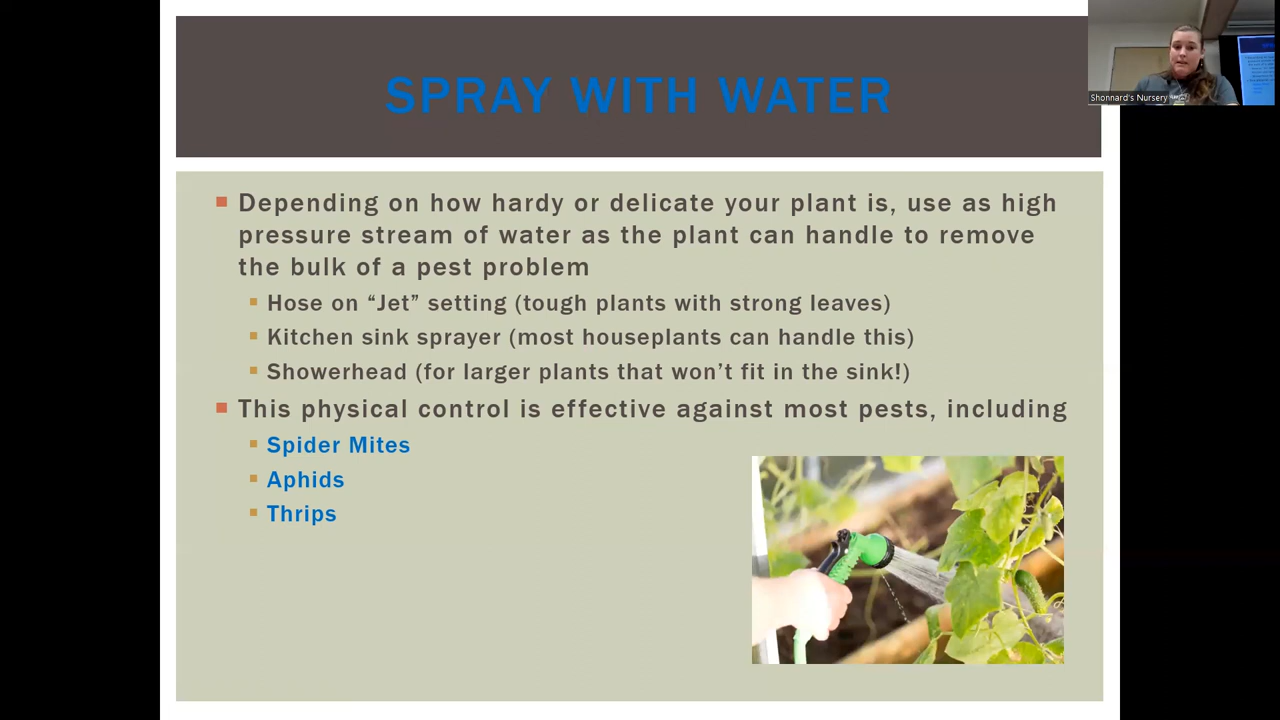 SPRAY WITH WATER
Shonnard's Nursery
Depending on how hardy or delicate your plant is, use as high
pressure stream of water as the plant can handle to remove
the bulk of a pest problem
Hose on “Jet” setting (tough plants with strong leaves)
Kitchen sink sprayer (most houseplants can handle this)
Showerhead (for larger plants that won’t fit in the sink!)
This physical control is effective against most pests, including
Spider Mites
Aphids
Thrips